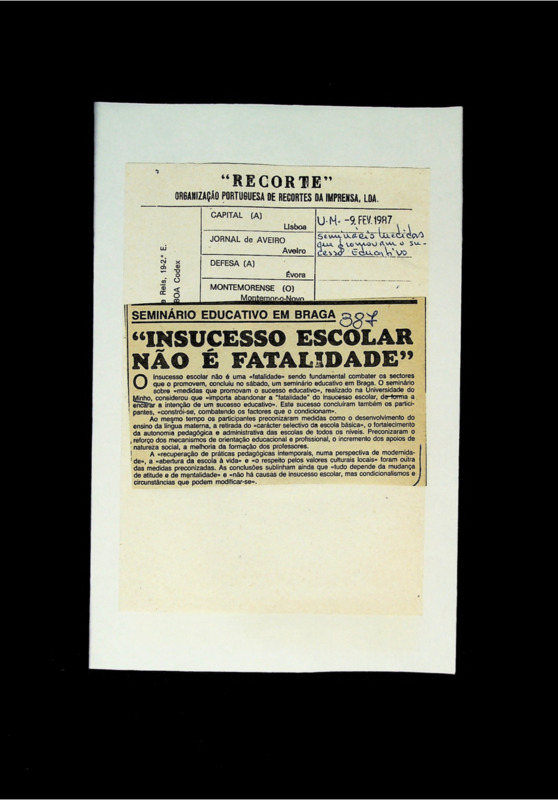 "RECORTE"
ORGANIZAÇÃO PORTUGUESA DE RECORTES DA IMPRENSA, LDA.
CAPITAL (A)
Lisboa
JORNAL de AVEIRO
Aveiro
DEFESA (A)
Évora
MONTEMORENSE (O)
Montemor-o-Novo
e Reis, 19-2.º E.
BOA Codex
U.M. -9. FEV. 1987
seminário medidas
que promovam o su-
cesso Educativo
SEMINÁRIO EDUCATIVO EM BRAGA 387
"INSUCESSO ESCOLAR
NÃO É FATALIDADE"
O Insucesso escolar não é uma «fatalidade» sendo fundamental combater os sectores
que o promovem, concluiu no sábado, um seminário educativo em Braga. O seminário
sobre «medidas que promovam o sucesso educativo», realizado na Universidade do
Minho, considerou que «importa abandonar a "fatalidade" do Insucesso escolar, de forma a
encarar a intenção de um sucesso educativo». Este sucesso concluíram também os partici-
pantes, «constrói-se, combatendo os factores que o condicionam».
Ao mesmo tempo os participantes preconizaram medidas como o desenvolvimento do
ensino da língua materna, a retirada do «carácter selectivo da escola básica», o fortalecimento
da autonomia pedagógica e administrativa das escolas de todos os níveis. Preconizaram o
reforço dos mecanismos de orientação educacional e profissional, o incremento dos apoios de
natureza social, a melhoria da formação dos professores.
A «recuperação de práticas pedagógicas intemporais, numa perspectiva de modernida-
de», a «abertura da escola à vida» e «o respeito pelos valores culturais locais» foram outra
das medidas preconizadas. As conclusões sublinham ainda que «tudo depende da mudança
de atitude e de mentalidade» e «não há causas de insucesso escolar, mas condicionalismos e
circunstâncias que podem modificar-se».